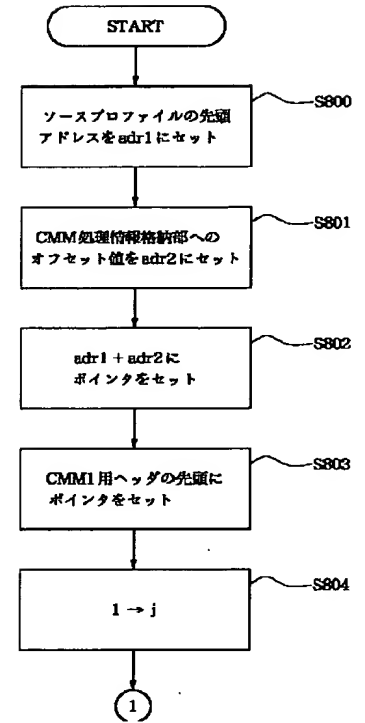 START
ソースプロファイルの先頭
アドレスをadr1にセット
S800
CMM処理情報格納部への
オフセット値をadr2にセット
S801
adr1+adr2に
ポインタをセット
S802
CMM1用ヘッダの先頭に
ポインタをセット
S803
1→j
S804
1